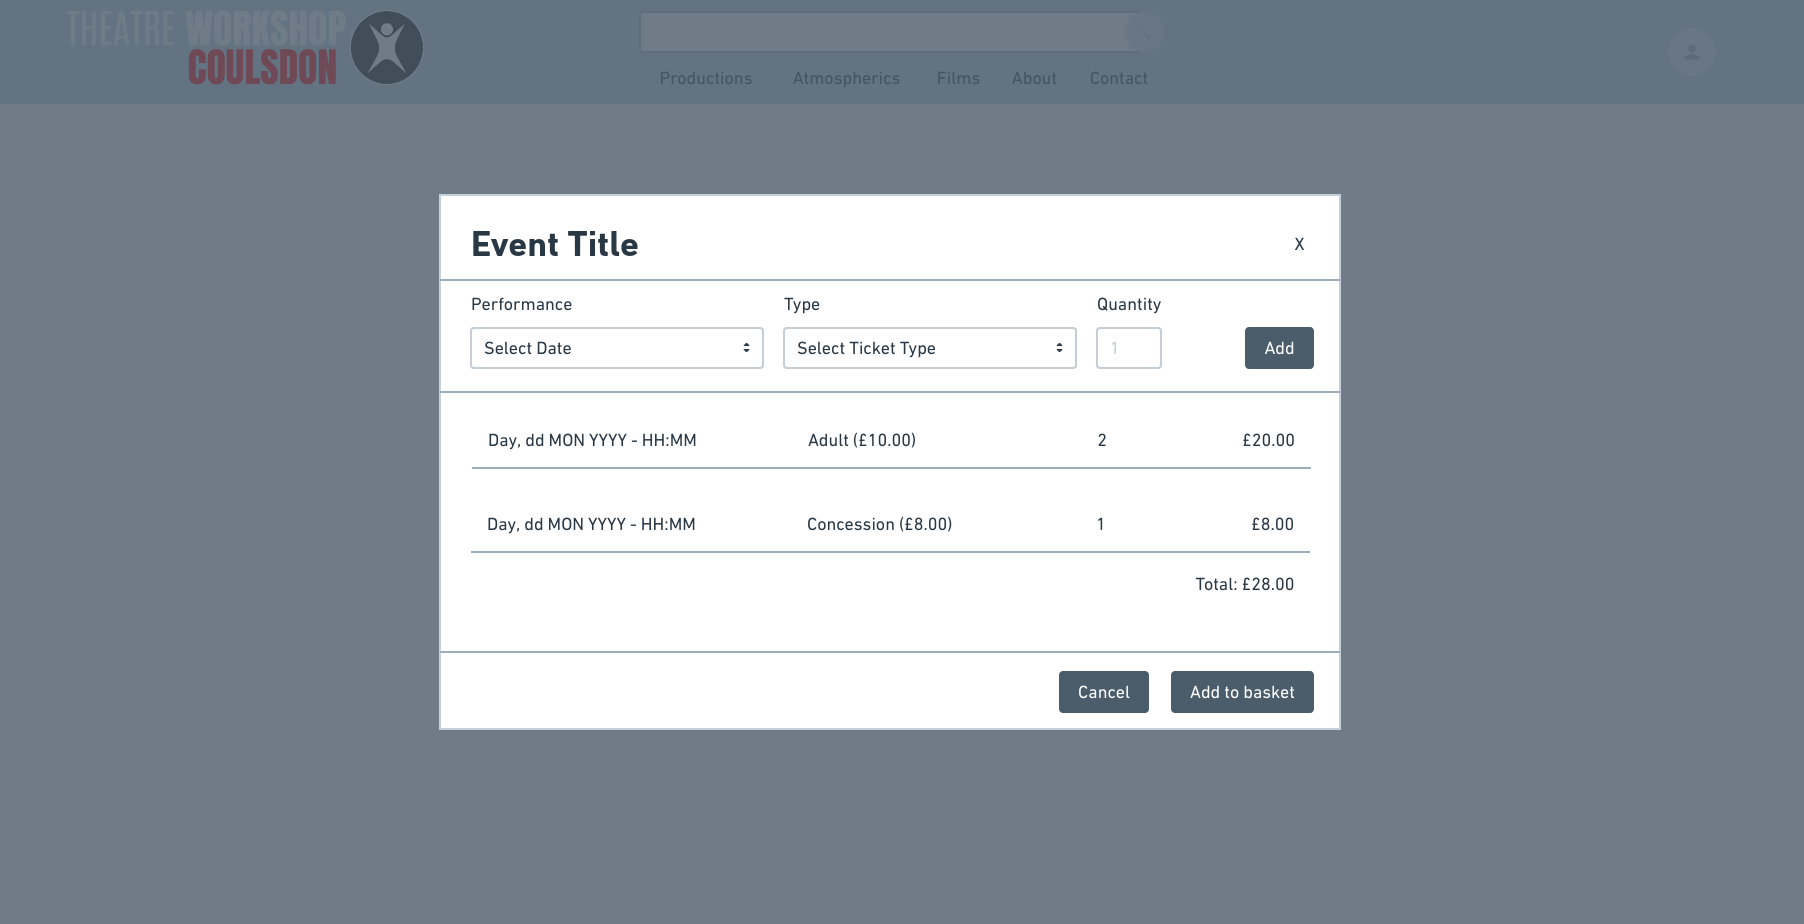 THEATRE WORKSHOP
COULSDON
Productions Atmospherics Films About Contact
Event Title X
Performance Type Quantity
Select Date Select Ticket Type 1 Add
Day, dd MON YYYY - HH:MM Adult (£10.00) 2 £20.00
Day, dd MON YYYY - HH:MM Concession (£8.00) 1 £8.00
Total: £28.00
Cancel Add to basket